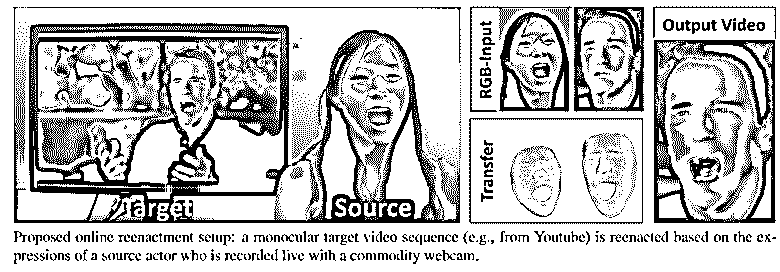 Target
Source
RGB-Input
Transfer
Output Video
Proposed online reenactment setup: a monocular target video sequence (e.g., from Youtube) is reenacted based on the ex-
pressions of a source actor who is recorded live with a commodity webcam.